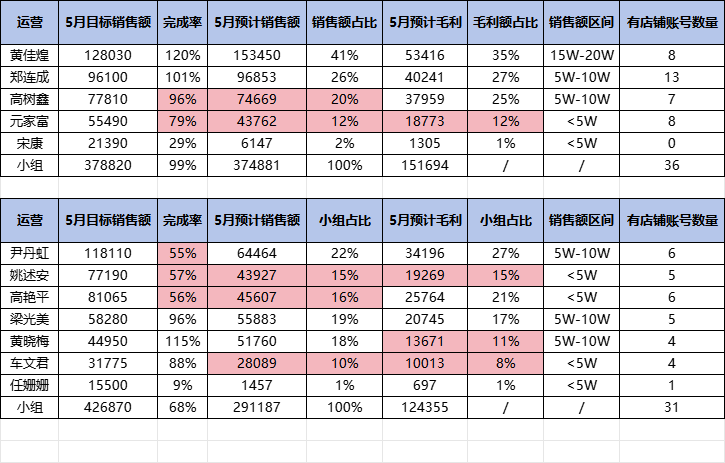 运营 5月目标销售额 完成率 5月预计销售额 销售额占比 5月预计毛利 毛利额占比 销售额区间 有店铺账号数量
黄佳煌 128030 120% 153450 41% 53416 35% 15W-20W 8
郑连成 96100 101% 96853 26% 40241 27% 5W-10W 13
高树鑫 77810 96% 74669 20% 37959 25% 5W-10W 7
元家富 55490 79% 43762 12% 18773 12% <5W 8
宋康 21390 29% 6147 2% 1305 1% <5W 0
小组 378820 99% 374881 100% 151694 / / 36
运营 5月目标销售额 完成率 5月预计销售额 小组占比 5月预计毛利 小组占比 销售额区间 有店铺账号数量
尹丹虹 118110 55% 64464 22% 34196 27% 5W-10W 6
姚述安 77190 57% 43927 15% 19269 15% <5W 5
高艳平 81065 56% 45607 16% 25764 21% <5W 6
梁光美 58280 96% 55883 19% 20745 17% 5W-10W 5
黄晓梅 44950 115% 51760 18% 13671 11% 5W-10W 4
车文君 31775 88% 28089 10% 10013 8% <5W 4
任姗姗 15500 9% 1457 1% 697 1% <5W 1
小组 426870 68% 291187 100% 124355 / / 31